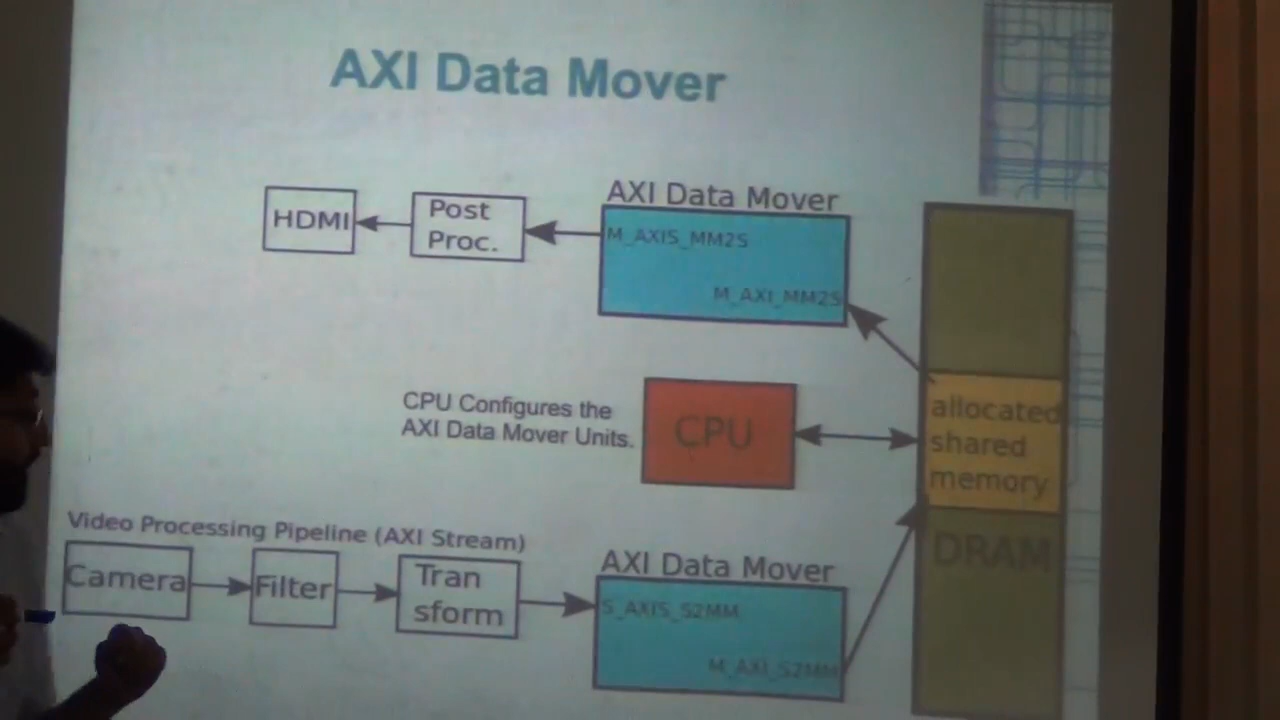 AXI Data Mover
AXI Data Mover
HDMI
Post
Proc.
M_AXIS_MM2S
M_AXI_MM2S
CPU Configures the
AXI Data Mover Units.
CPU
allocated
shared
memory
DRAM
Video Processing Pipeline (AXI Stream)
Camera
Filter
Tran
sform
AXI Data Mover
S_AXIS_S2MM
M_AXI_S2MM